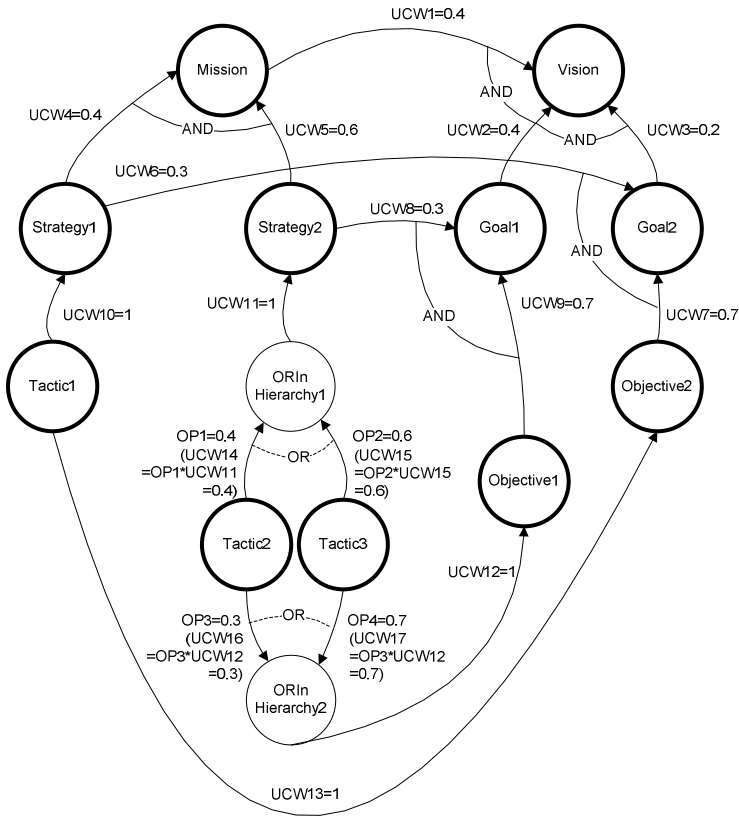 UCW1=0.4
Mission
Vision
AND
UCW4=0.4
AND
UCW5=0.6
UCW2=0.4
AND
UCW3=0.2
UCW6=0.3
UCW8=0.3
Strategy1
Strategy2
Goal1
Goal2
AND
UCW10=1
UCW11=1
AND
UCW9=0.7
UCW7=0.7
Tactic1
ORIn
Hierarchy1
Objective2
OP1=0.4
(UCW14
=OP1*UCW11
=0.4)
OR
OP2=0.6
(UCW15
=OP2*UCW15
=0.6)
Objective1
Tactic2
Tactic3
UCW12=1
OP3=0.3
(UCW16
=OP3*UCW12
=0.3)
OR
OP4=0.7
(UCW17
=OP3*UCW12
=0.7)
ORIn
Hierarchy2
UCW13=1